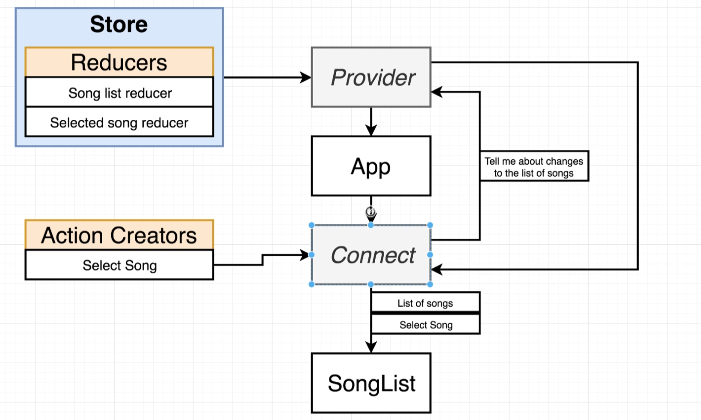 Store
Reducers
Song list reducer
Selected song reducer
Provider
App
Tell me about changes
to the list of songs
Action Creators
Select Song
Connect
List of songs
Select Song
SongList